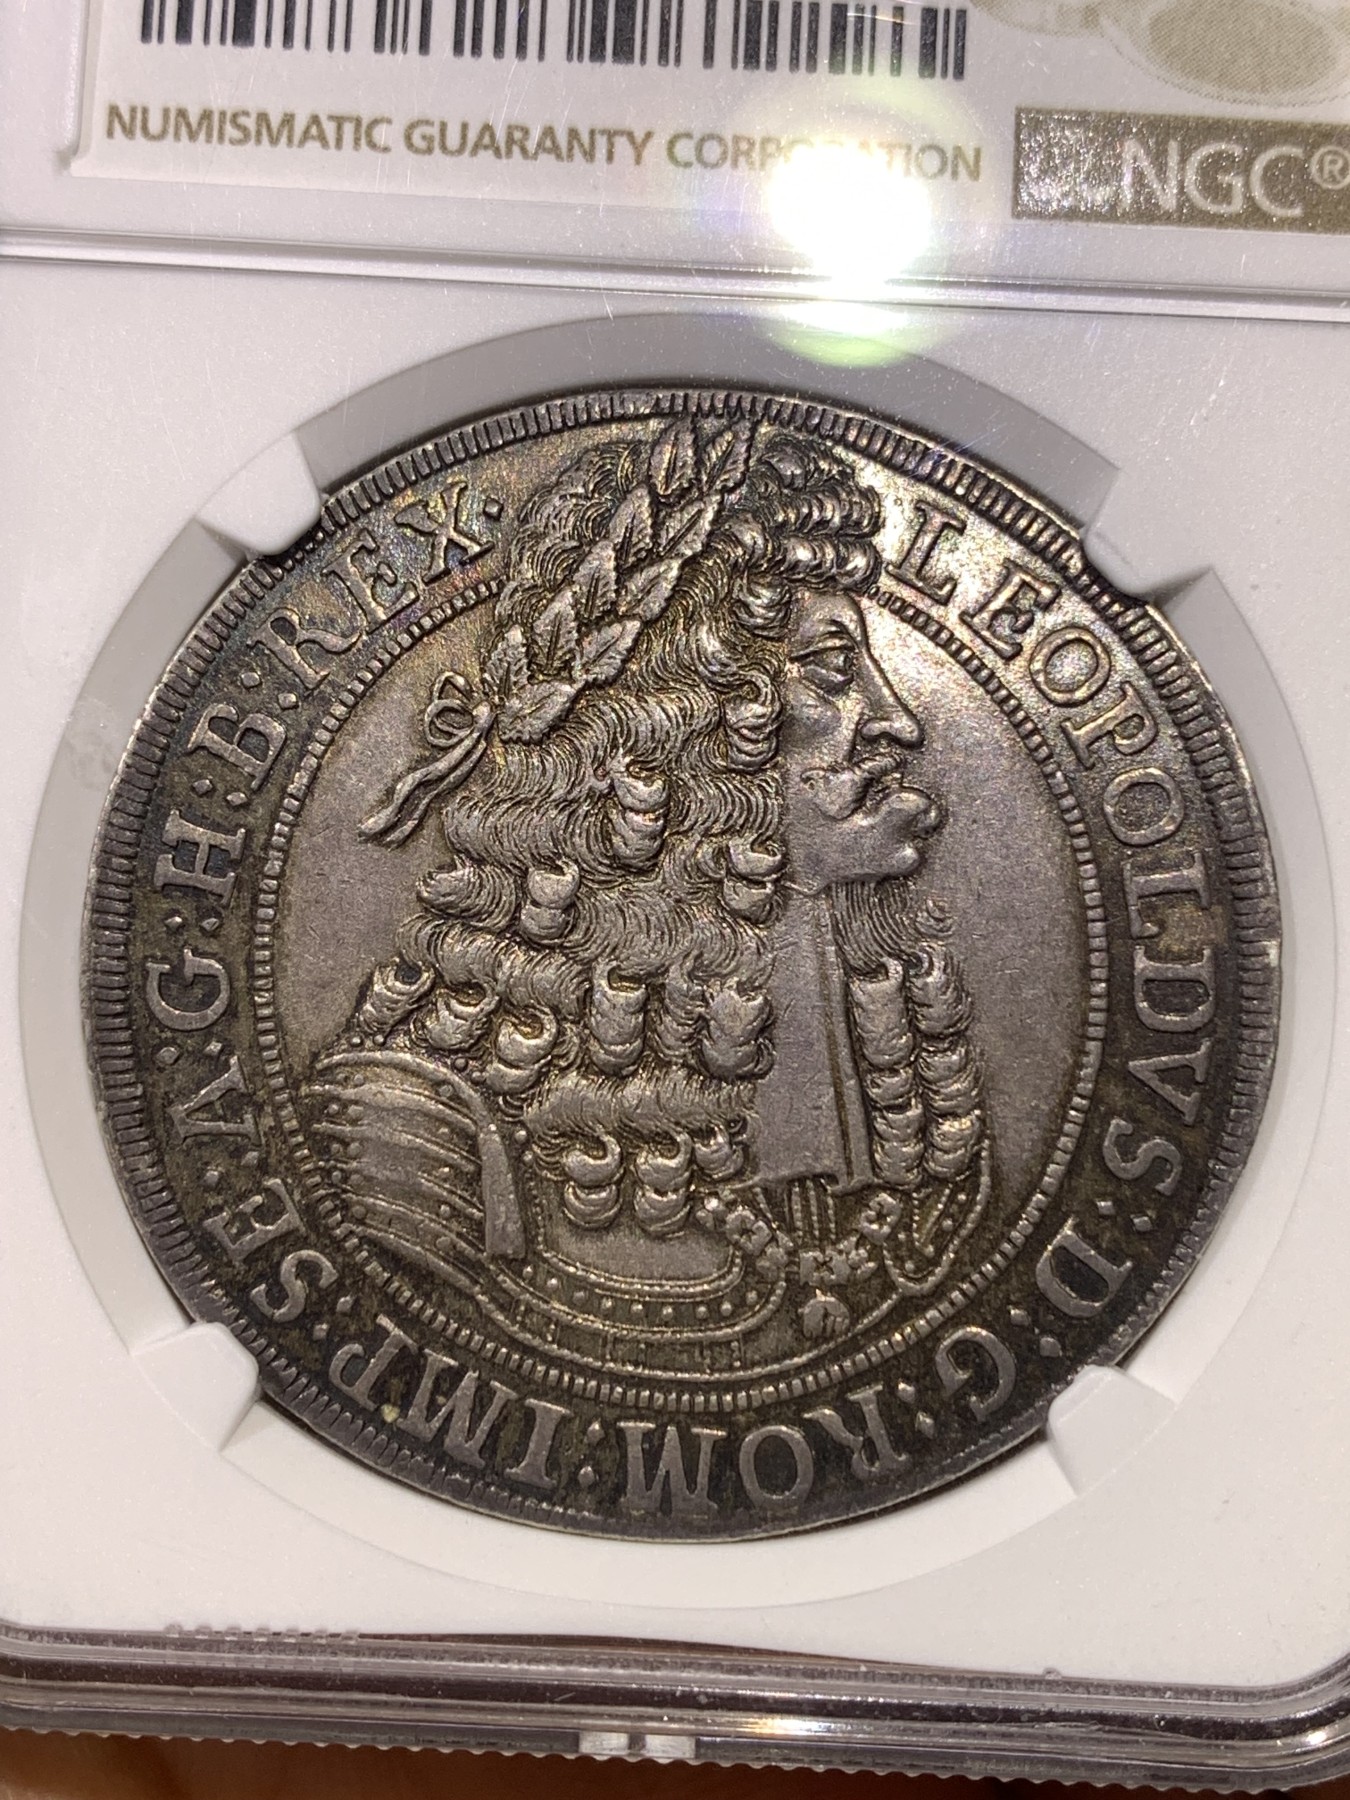 NUMISMATIC GUARANTY CORPORATION
NGC®
LEOPOLDVS : D : G : ROM : IMP : SE · A · G : H : B : REX ·